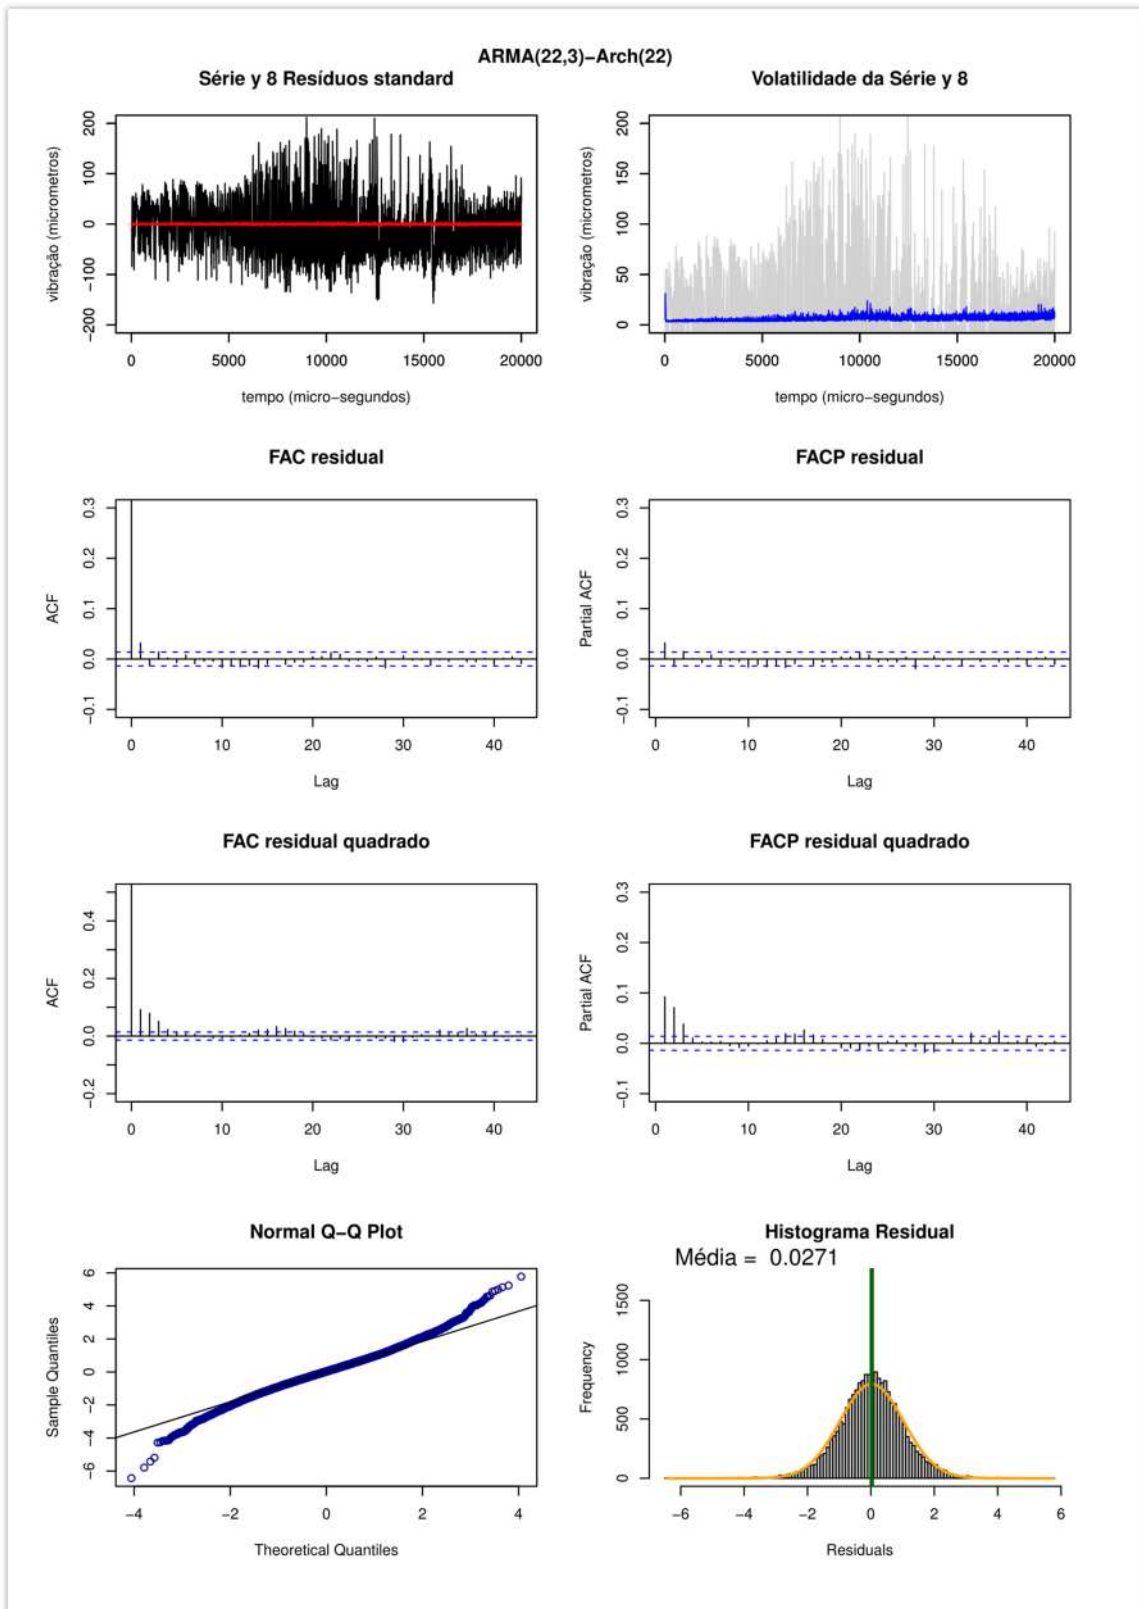 ARMA(22,3)−Arch(22)
Série y 8 Resíduos standard
vibração (micrometros)
200
100
0
−100
−200
0 5000 10000 15000 20000
tempo (micro−segundos)
Volatilidade da Série y 8
vibração (micrometros)
200
150
100
50
0
0 5000 10000 15000 20000
tempo (micro−segundos)
FAC residual
ACF
0.3
0.2
0.1
0.0
−0.1
0 10 20 30 40
Lag
FACP residual
Partial ACF
0.3
0.2
0.1
0.0
−0.1
0 10 20 30 40
Lag
FAC residual quadrado
ACF
0.4
0.2
0.0
−0.2
0 10 20 30 40
Lag
FACP residual quadrado
Partial ACF
0.3
0.2
0.1
0.0
−0.1
0 10 20 30 40
Lag
Normal Q−Q Plot
Sample Quantiles
6
4
2
0
−2
−4
−6
−4 −2 0 2 4
Theoretical Quantiles
Histograma Residual
Média = 0.0271
Frequency
1500
1000
500
0
−6 −4 −2 0 2 4 6
Residuals